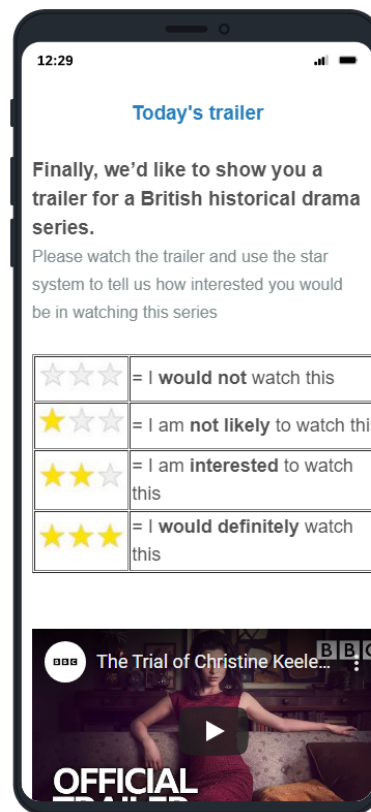 12:29
Today's trailer
Finally, we’d like to show you a
trailer for a British historical drama
series.
Please watch the trailer and use the star
system to tell us how interested you would
be in watching this series
= I would not watch this
= I am not likely to watch thi
= I am interested to watch
this
= I would definitely watch
this
BBC
The Trial of Christine Keele...
BBC
OFFICIAL
TRAILER